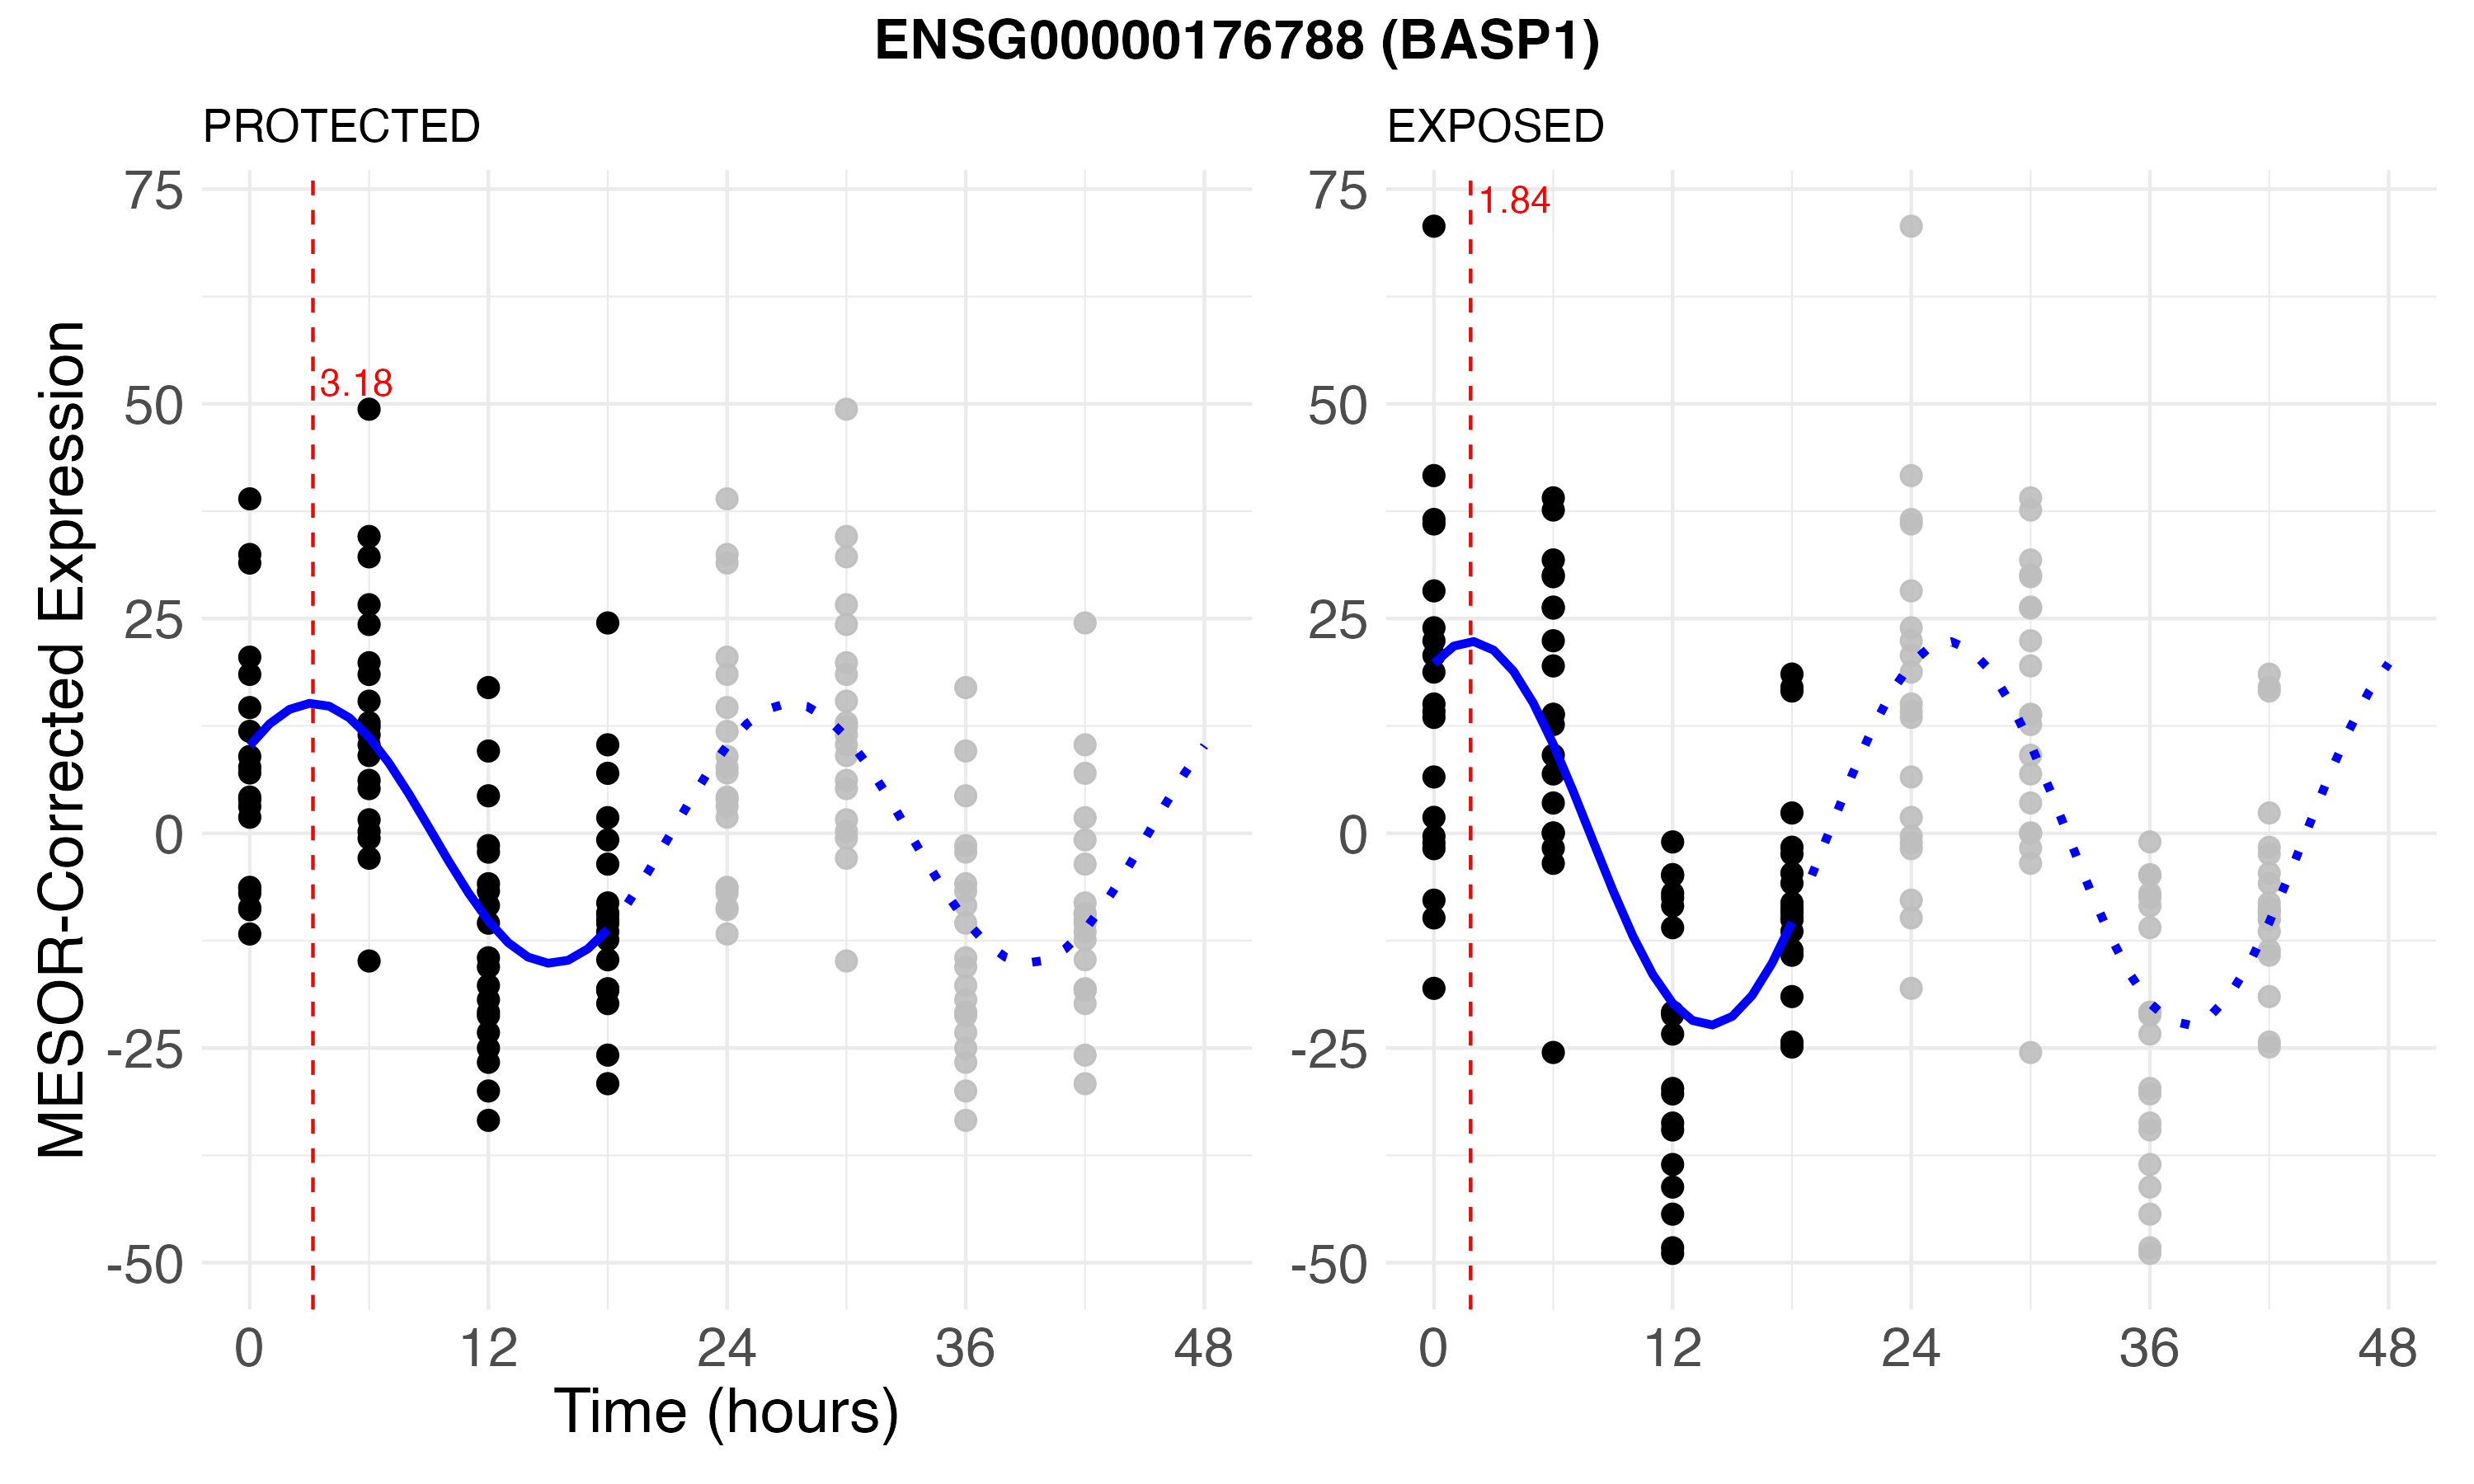 ENSG00000176788 (BASP1)
PROTECTED
EXPOSED
MESOR-Corrected Expression
75
50
25
0
-25
-50
3.18
0 12 24 36 48
75
50
25
0
-25
-50
1.84
0 12 24 36 48
Time (hours)